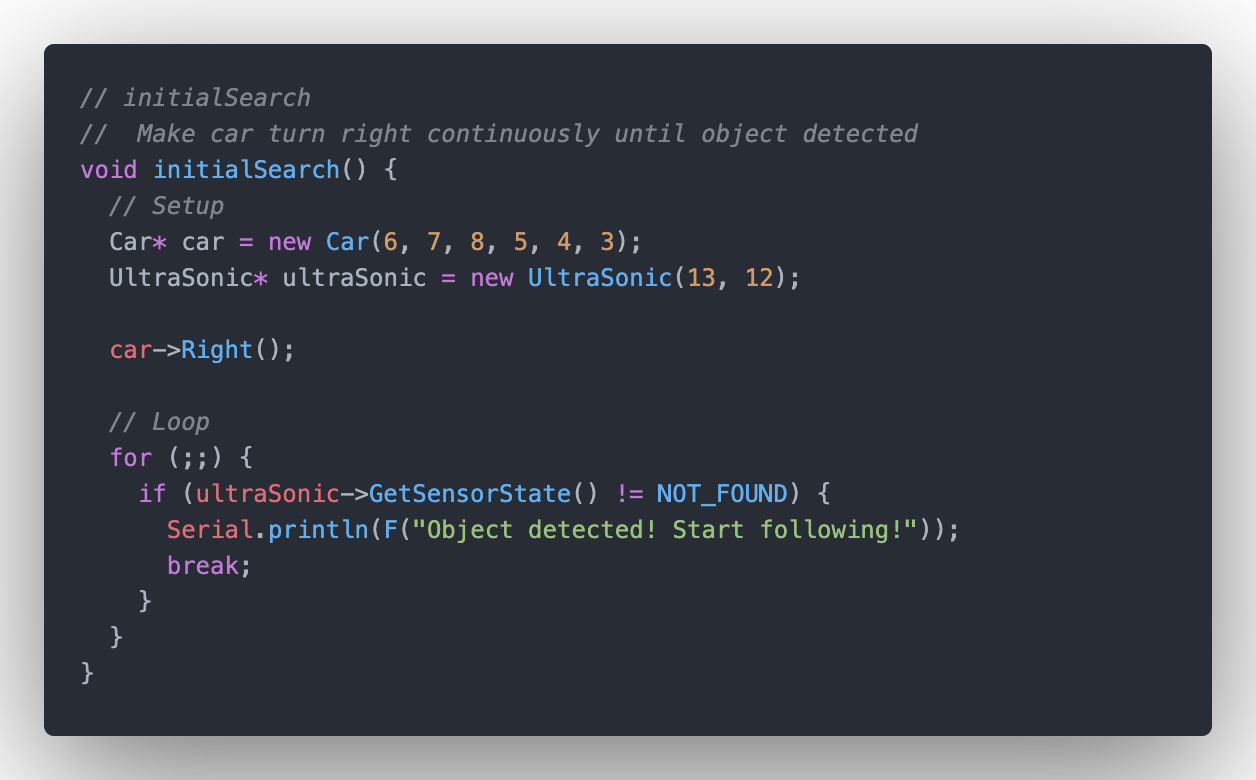 // initialSearch
//  Make car turn right continuously until object detected
void initialSearch() {
  // Setup
  Car* car = new Car(6, 7, 8, 5, 4, 3);
  UltraSonic* ultraSonic = new UltraSonic(13, 12);

  car->Right();

  // Loop
  for (;;) {
    if (ultraSonic->GetSensorState() != NOT_FOUND) {
      Serial.println(F("Object detected! Start following!"));
      break;
    }
  }
}